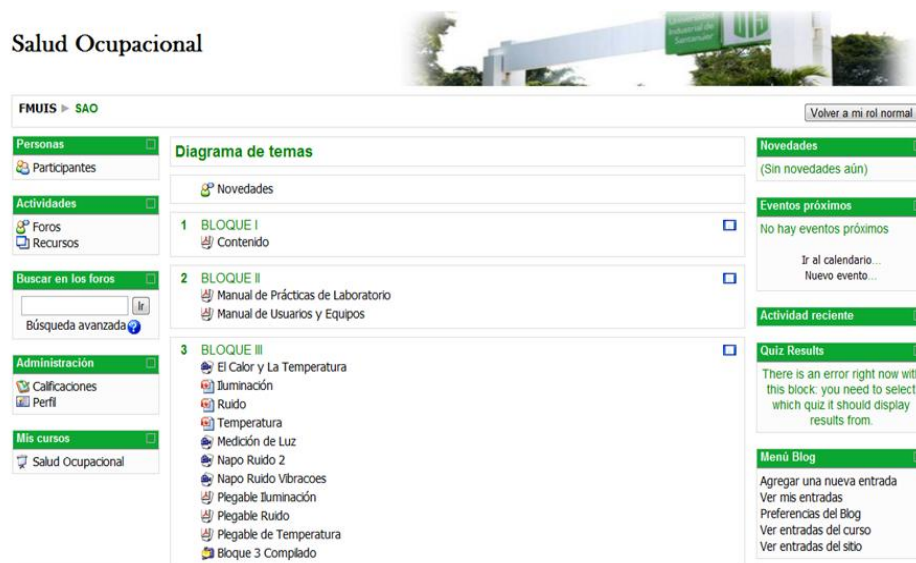 Salud Ocupacional
Universidad
Industrial de
Santander
FMUIS ► SAO
Volver a mi rol normal
Personas
Participantes
Actividades
Foros
Recursos
Buscar en los foros
Ir
Búsqueda avanzada
Administración
Calificaciones
Perfil
Mis cursos
Salud Ocupacional
Diagrama de temas
Novedades
1 BLOQUE I
Contenido
2 BLOQUE II
Manual de Prácticas de Laboratorio
Manual de Usuarios y Equipos
3 BLOQUE III
El Calor y La Temperatura
Iluminación
Ruido
Temperatura
Medición de Luz
Napo Ruido 2
Napo Ruido Vibracoes
Plegable Iluminación
Plegable Ruido
Plegable de Temperatura
Bloque 3 Compilado
Novedades
(Sin novedades aún)
Eventos próximos
No hay eventos próximos
Ir al calendario...
Nuevo evento...
Actividad reciente
Quiz Results
There is an error right now with
this block: you need to select
which quiz it should display
results from.
Menú Blog
Agregar una nueva entrada
Ver mis entradas
Preferencias del Blog
Ver entradas del curso
Ver entradas del sitio